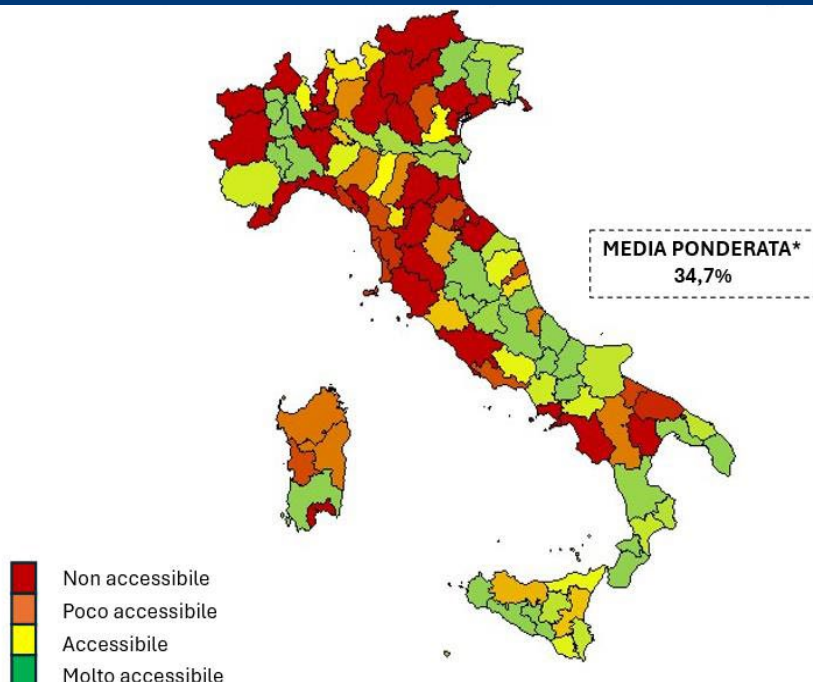 MEDIA PONDERATA*
34,7%
Non accessibile
Poco accessibile
Accessibile
Molto accessibile